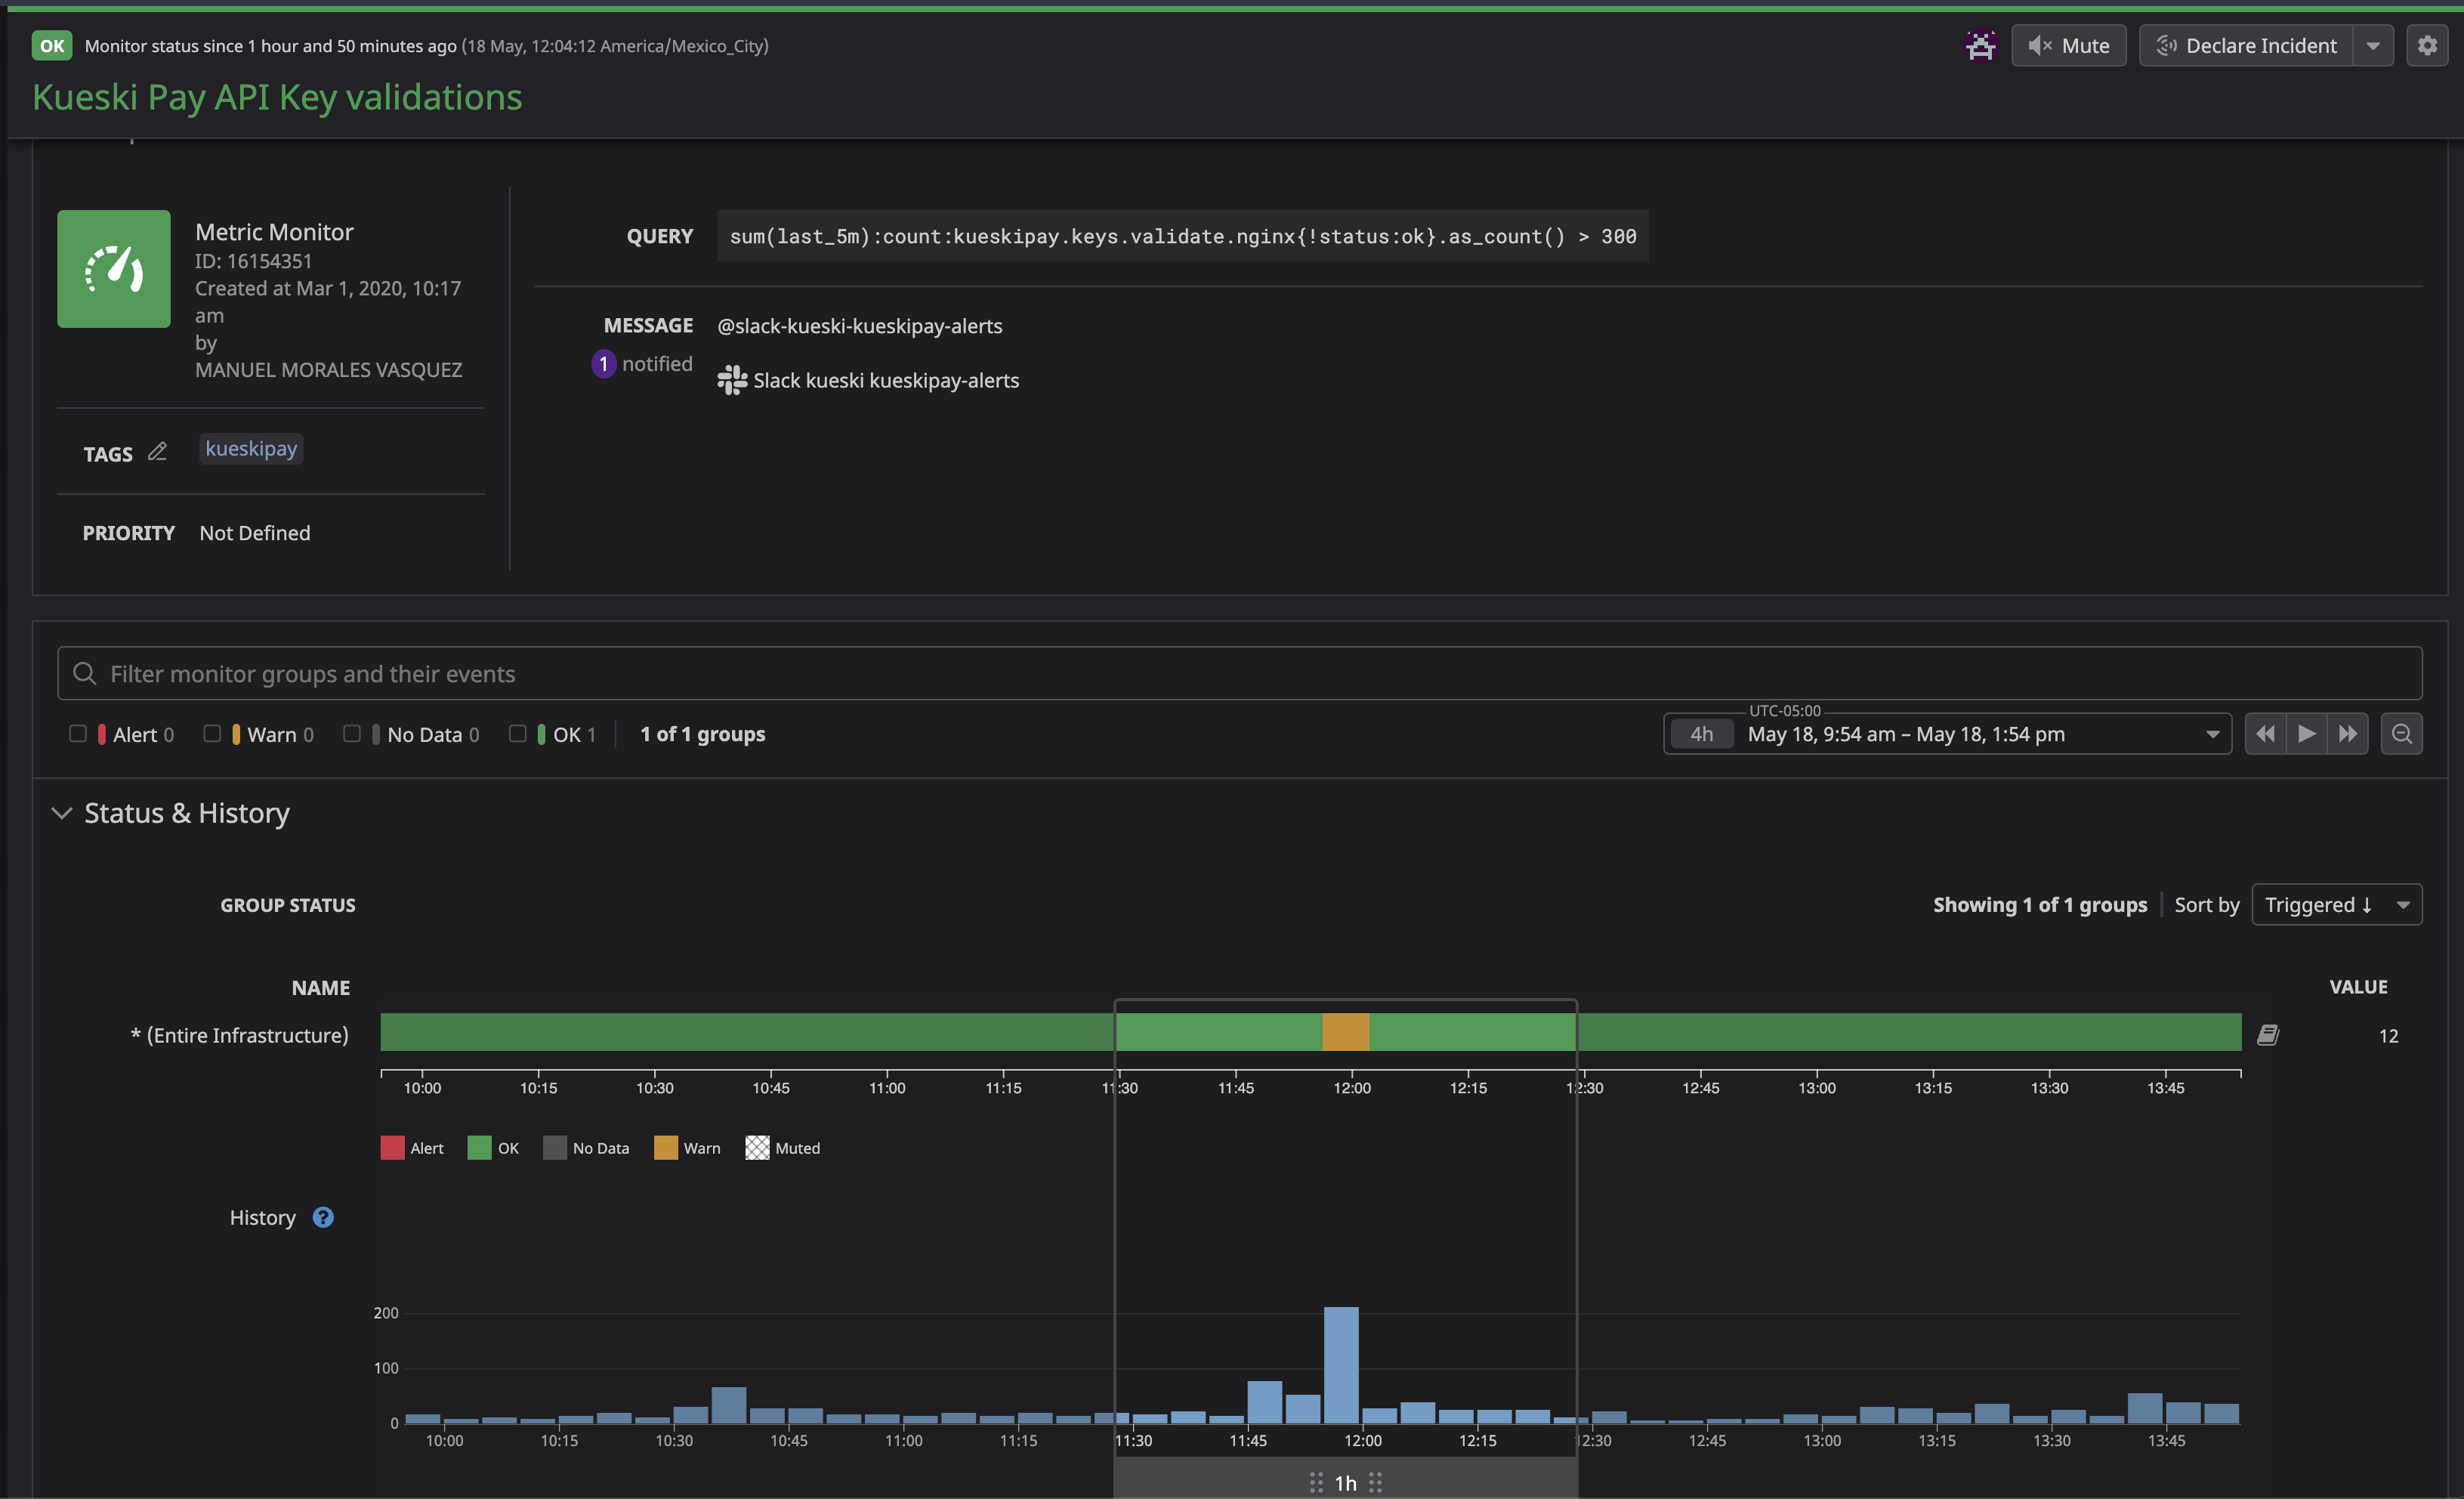 OK Monitor status since 1 hour and 50 minutes ago (18 May, 12:04:12 America/Mexico_City)
Mute
Declare Incident
Kueski Pay API Key validations
Metric Monitor
ID: 16154351
Created at Mar 1, 2020, 10:17
am
by
MANUEL MORALES VASQUEZ
TAGS kueskipay
PRIORITY Not Defined
QUERY sum(last_5m):count:kueskipay.keys.validate.nginx{!status:ok}.as_count() > 300
MESSAGE @slack-kueski-kueskipay-alerts
1 notified
Slack kueski kueskipay-alerts
Filter monitor groups and their events
Alert 0 Warn 0 No Data 0 OK 1 1 of 1 groups
UTC-05:00
4h May 18, 9:54 am – May 18, 1:54 pm
Status & History
GROUP STATUS
Showing 1 of 1 groups Sort by Triggered ↓
NAME VALUE
* (Entire Infrastructure) 12
10:00 10:15 10:30 10:45 11:00 11:15 11:30 11:45 12:00 12:15 12:30 12:45 13:00 13:15 13:30 13:45
Alert OK No Data Warn Muted
History ?
200
100
0
10:00 10:15 10:30 10:45 11:00 11:15 11:30 11:45 12:00 12:15 12:30 12:45 13:00 13:15 13:30 13:45
1h